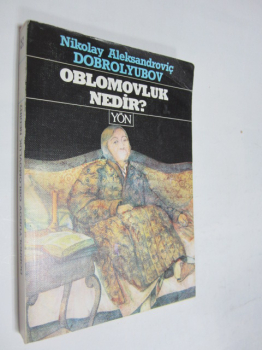 Nikolay Aleksandroviç
DOBROLYUBOV
OBLOMOVLUK
NEDİR?
YÖN